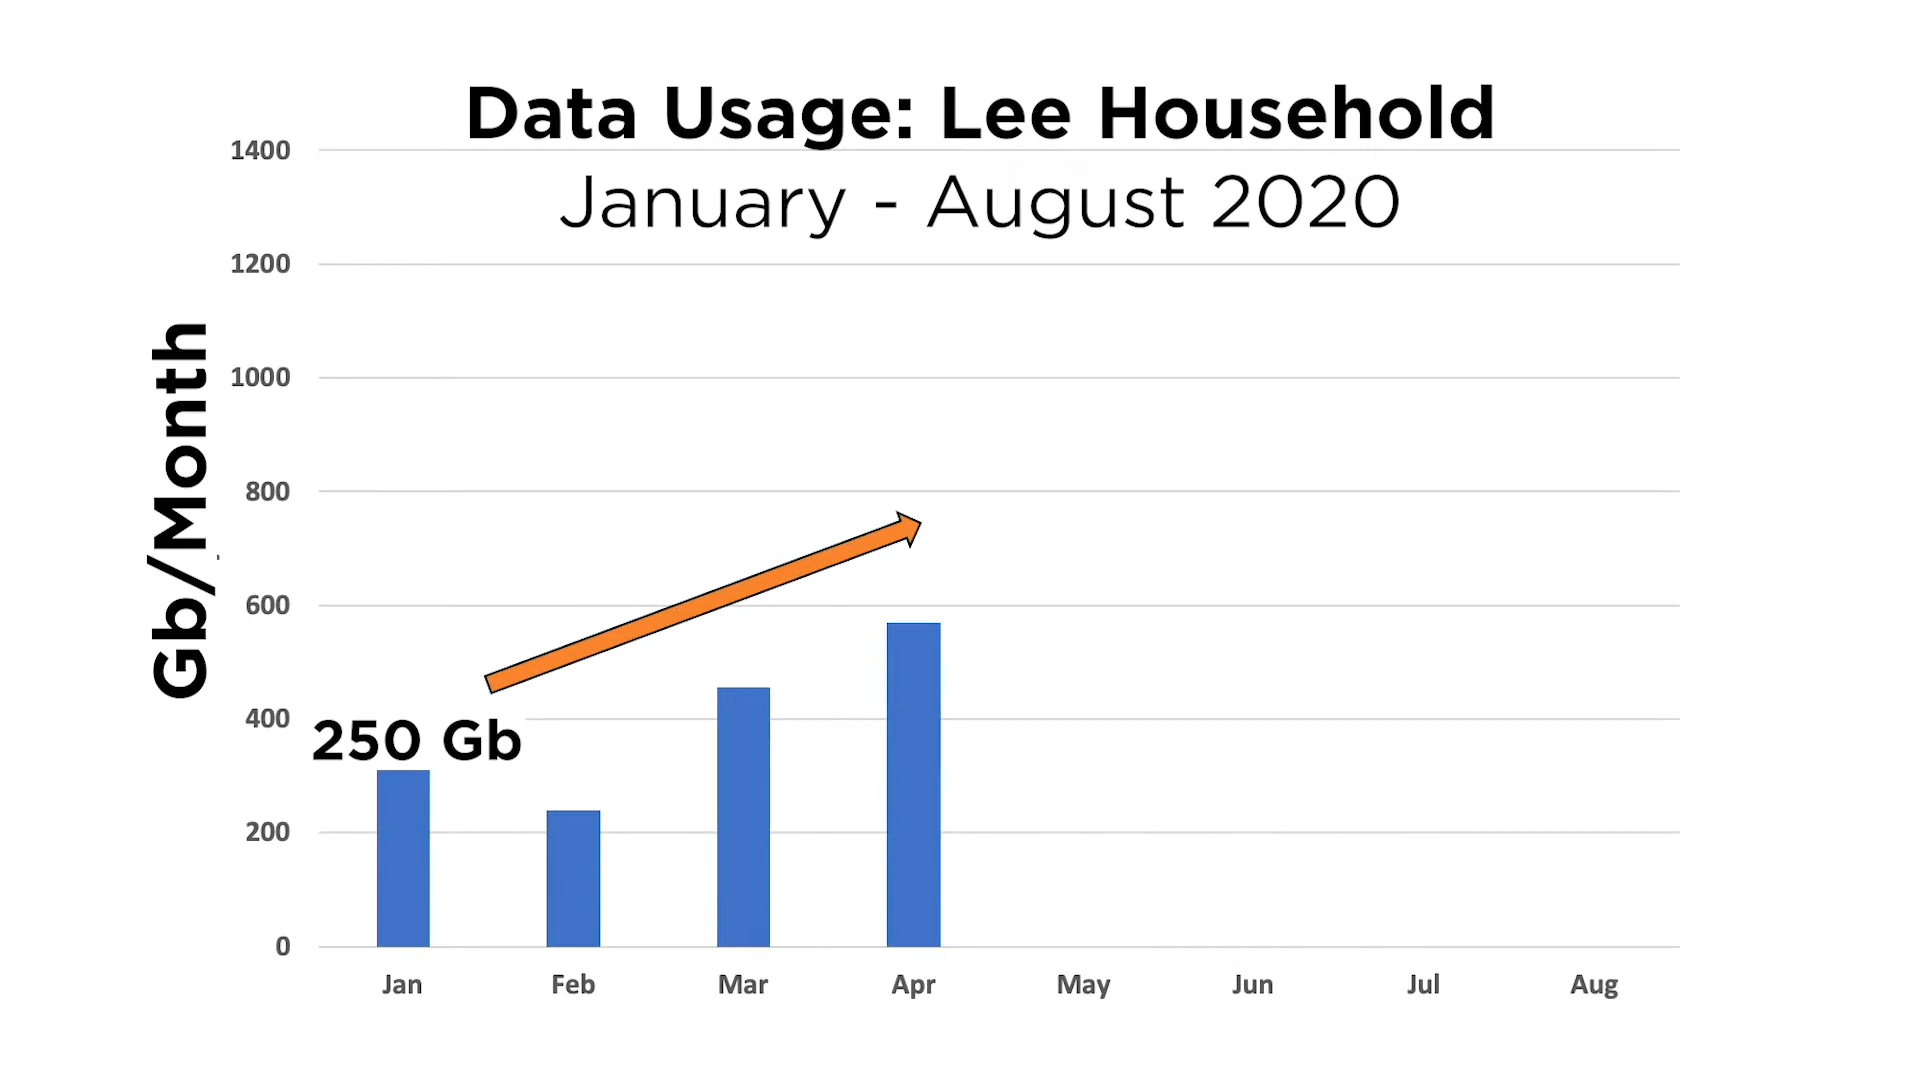 Data Usage: Lee Household
January - August 2020
Gb/Month
1400
1200
1000
800
600
400
200
0
250 Gb
Jan Feb Mar Apr May Jun Jul Aug